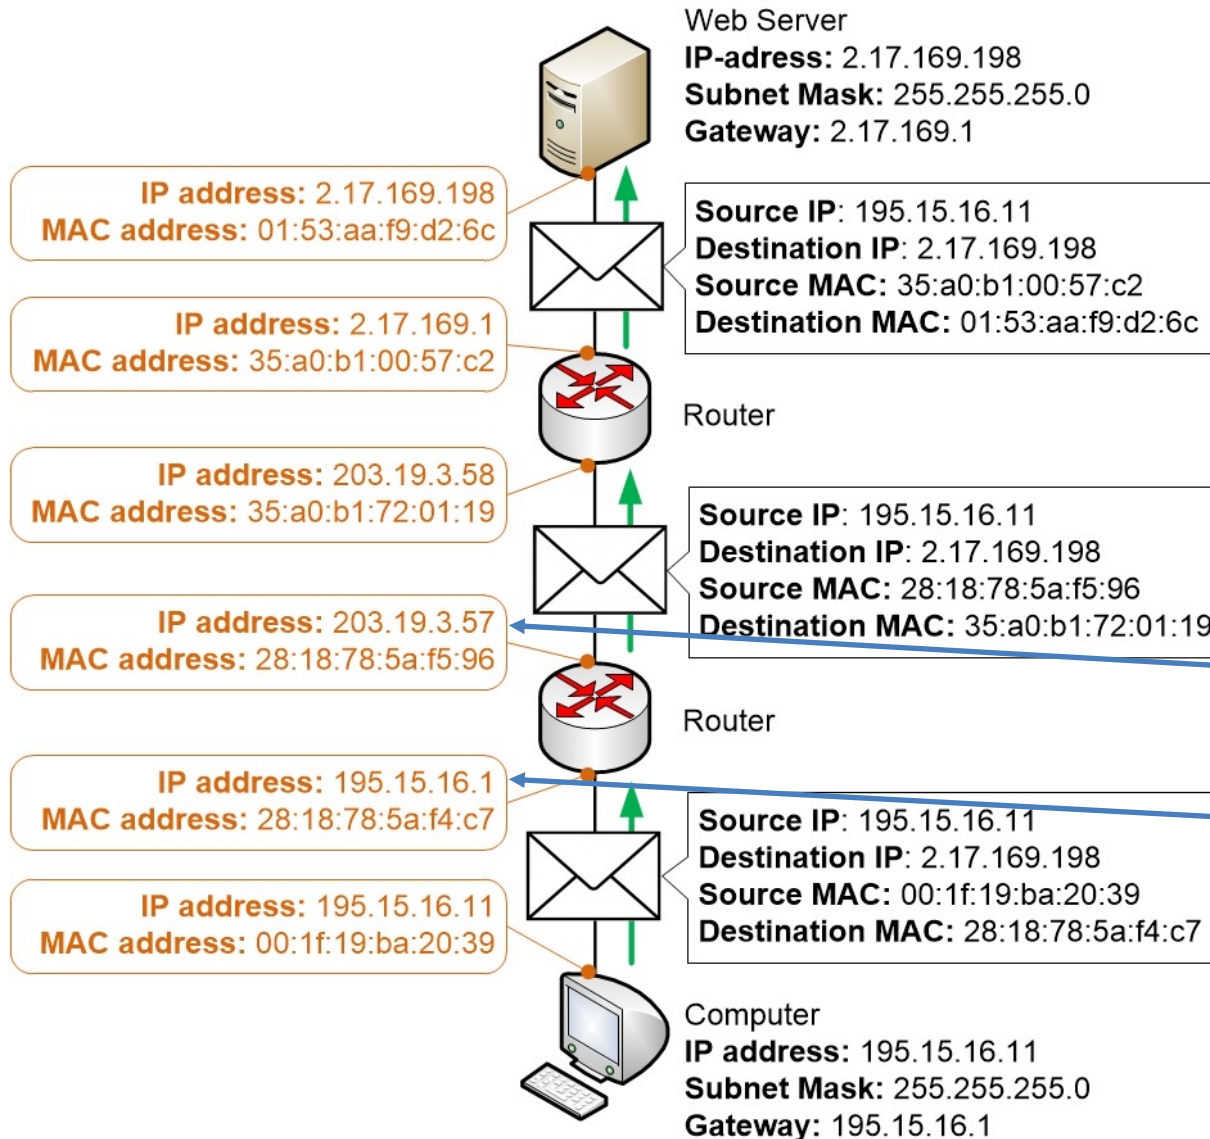 Web Server
IP-adress: 2.17.169.198
Subnet Mask: 255.255.255.0
Gateway: 2.17.169.1
IP address: 2.17.169.198
MAC address: 01:53:aa:f9:d2:6c
Source IP: 195.15.16.11
Destination IP: 2.17.169.198
Source MAC: 35:a0:b1:00:57:c2
Destination MAC: 01:53:aa:f9:d2:6c
IP address: 2.17.169.1
MAC address: 35:a0:b1:00:57:c2
Router
IP address: 203.19.3.58
MAC address: 35:a0:b1:72:01:19
Source IP: 195.15.16.11
Destination IP: 2.17.169.198
Source MAC: 28:18:78:5a:f5:96
Destination MAC: 35:a0:b1:72:01:19
IP address: 203.19.3.57
MAC address: 28:18:78:5a:f5:96
Router
IP address: 195.15.16.1
MAC address: 28:18:78:5a:f4:c7
Source IP: 195.15.16.11
Destination IP: 2.17.169.198
Source MAC: 00:1f:19:ba:20:39
Destination MAC: 28:18:78:5a:f4:c7
IP address: 195.15.16.11
MAC address: 00:1f:19:ba:20:39
Computer
IP address: 195.15.16.11
Subnet Mask: 255.255.255.0
Gateway: 195.15.16.1